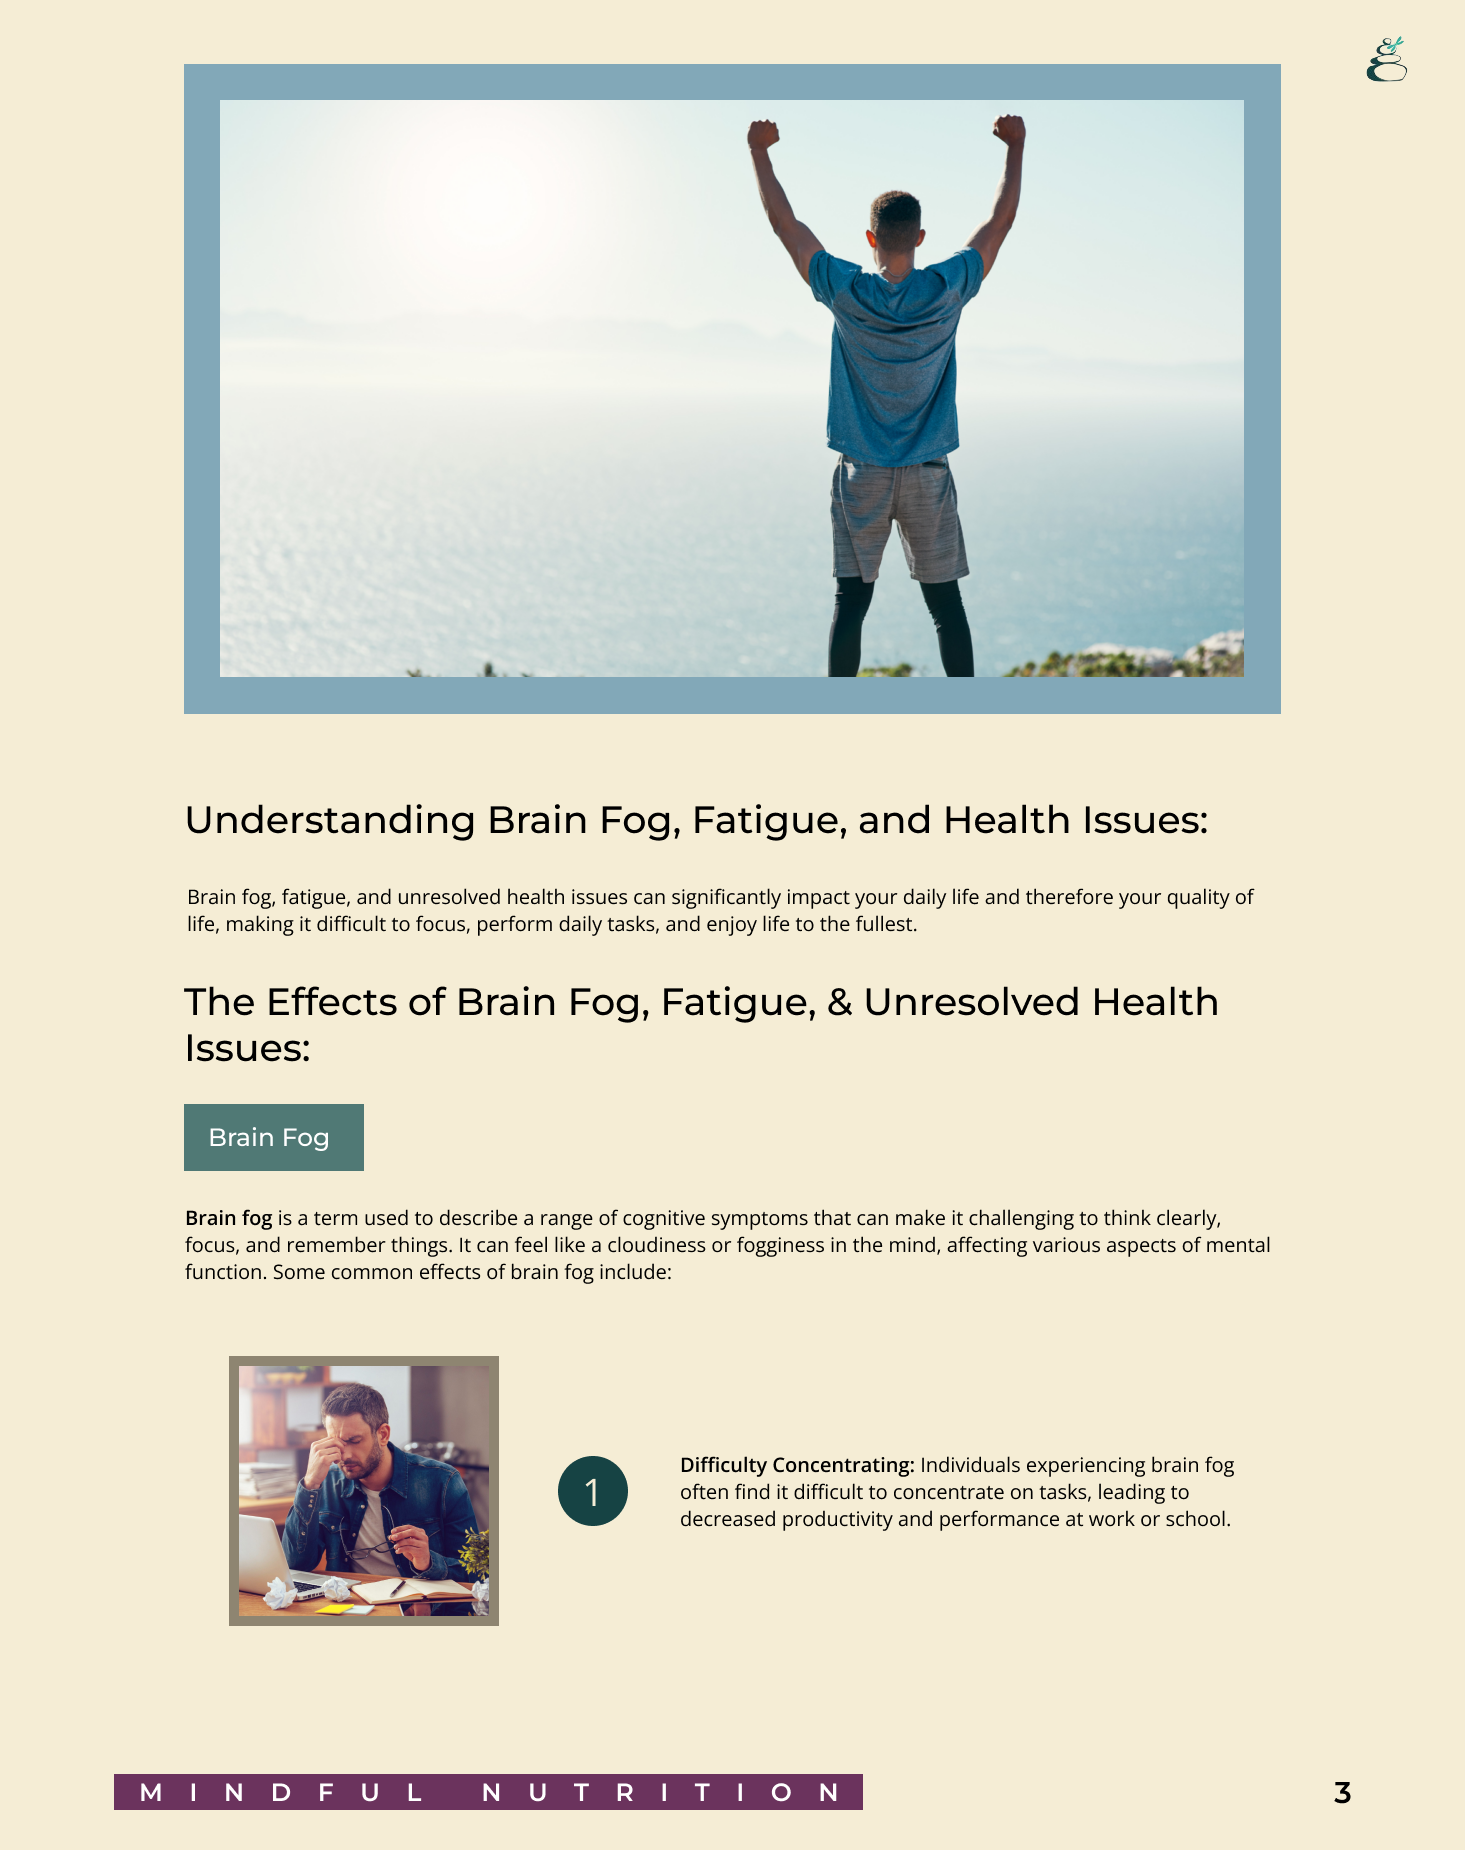 Understanding Brain Fog, Fatigue, and Health Issues:
Brain fog, fatigue, and unresolved health issues can significantly impact your daily life and therefore your quality of
life, making it difficult to focus, perform daily tasks, and enjoy life to the fullest.
The Effects of Brain Fog, Fatigue, & Unresolved Health
Issues:
Brain Fog
Brain fog is a term used to describe a range of cognitive symptoms that can make it challenging to think clearly,
focus, and remember things. It can feel like a cloudiness or fogginess in the mind, affecting various aspects of mental
function. Some common effects of brain fog include:
1
Difficulty Concentrating: Individuals experiencing brain fog
often find it difficult to concentrate on tasks, leading to
decreased productivity and performance at work or school.
MINDFUL NUTRITION
3